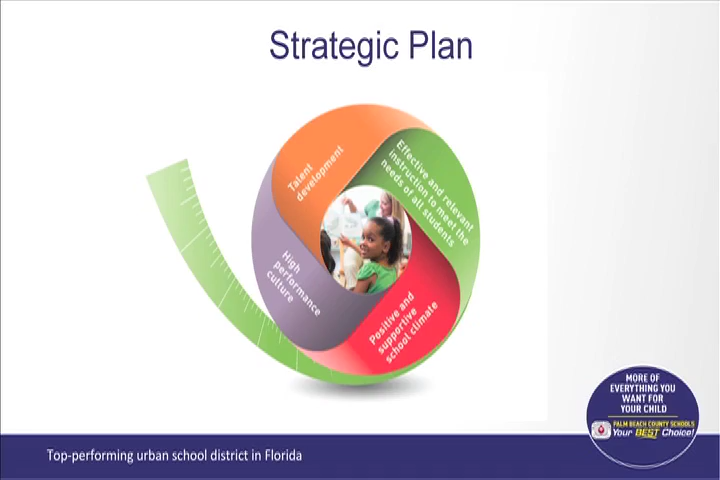 Strategic Plan
Talent
development
Effective and relevant
instruction to meet the
needs of all students
High
performance
culture
Positive and
supportive
school climate
MORE OF
EVERYTHING YOU
WANT FOR
YOUR CHILD
PALM BEACH COUNTY SCHOOLS
Your BEST Choice!
Top-performing urban school district in Florida